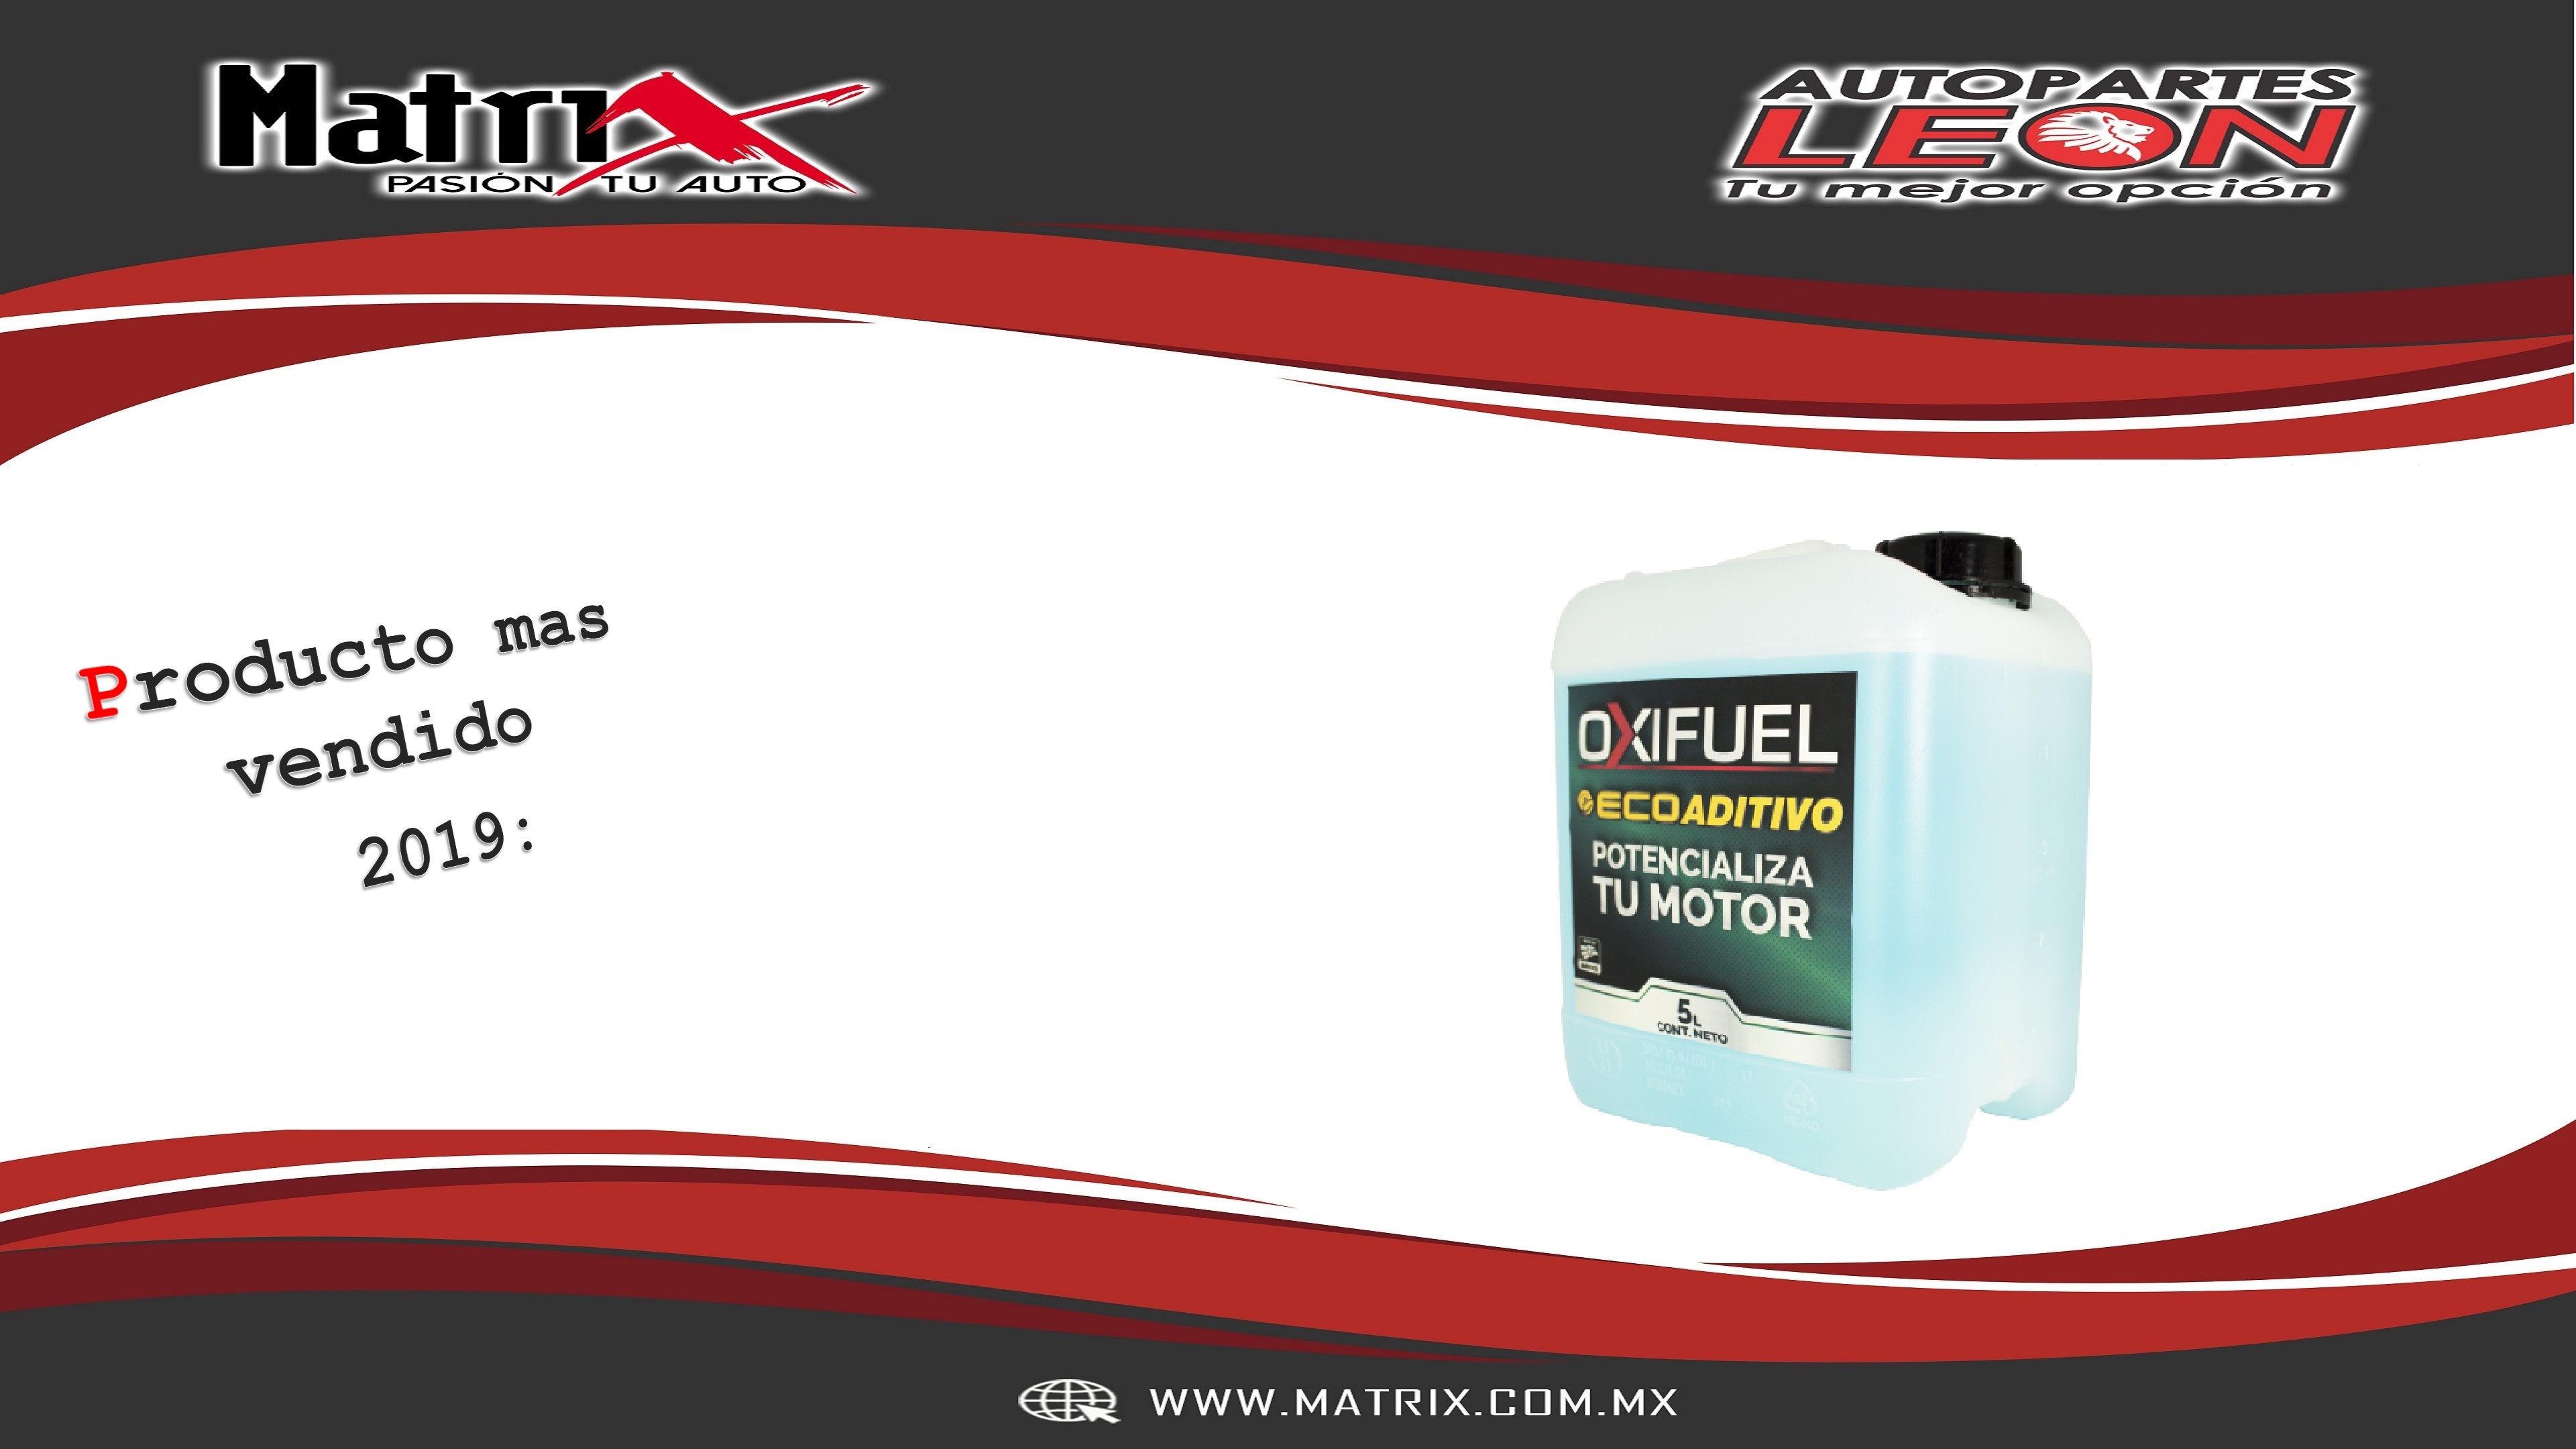 Matrix
PASIÓN X TU AUTO
AUTOPARTES
LEON
Tu mejor opción
Producto mas
vendido
2019:
OXIFUEL
ECOADITIVO
POTENCIALIZA
TU MOTOR
5L
CONT. NETO
WWW.MATRIX.COM.MX